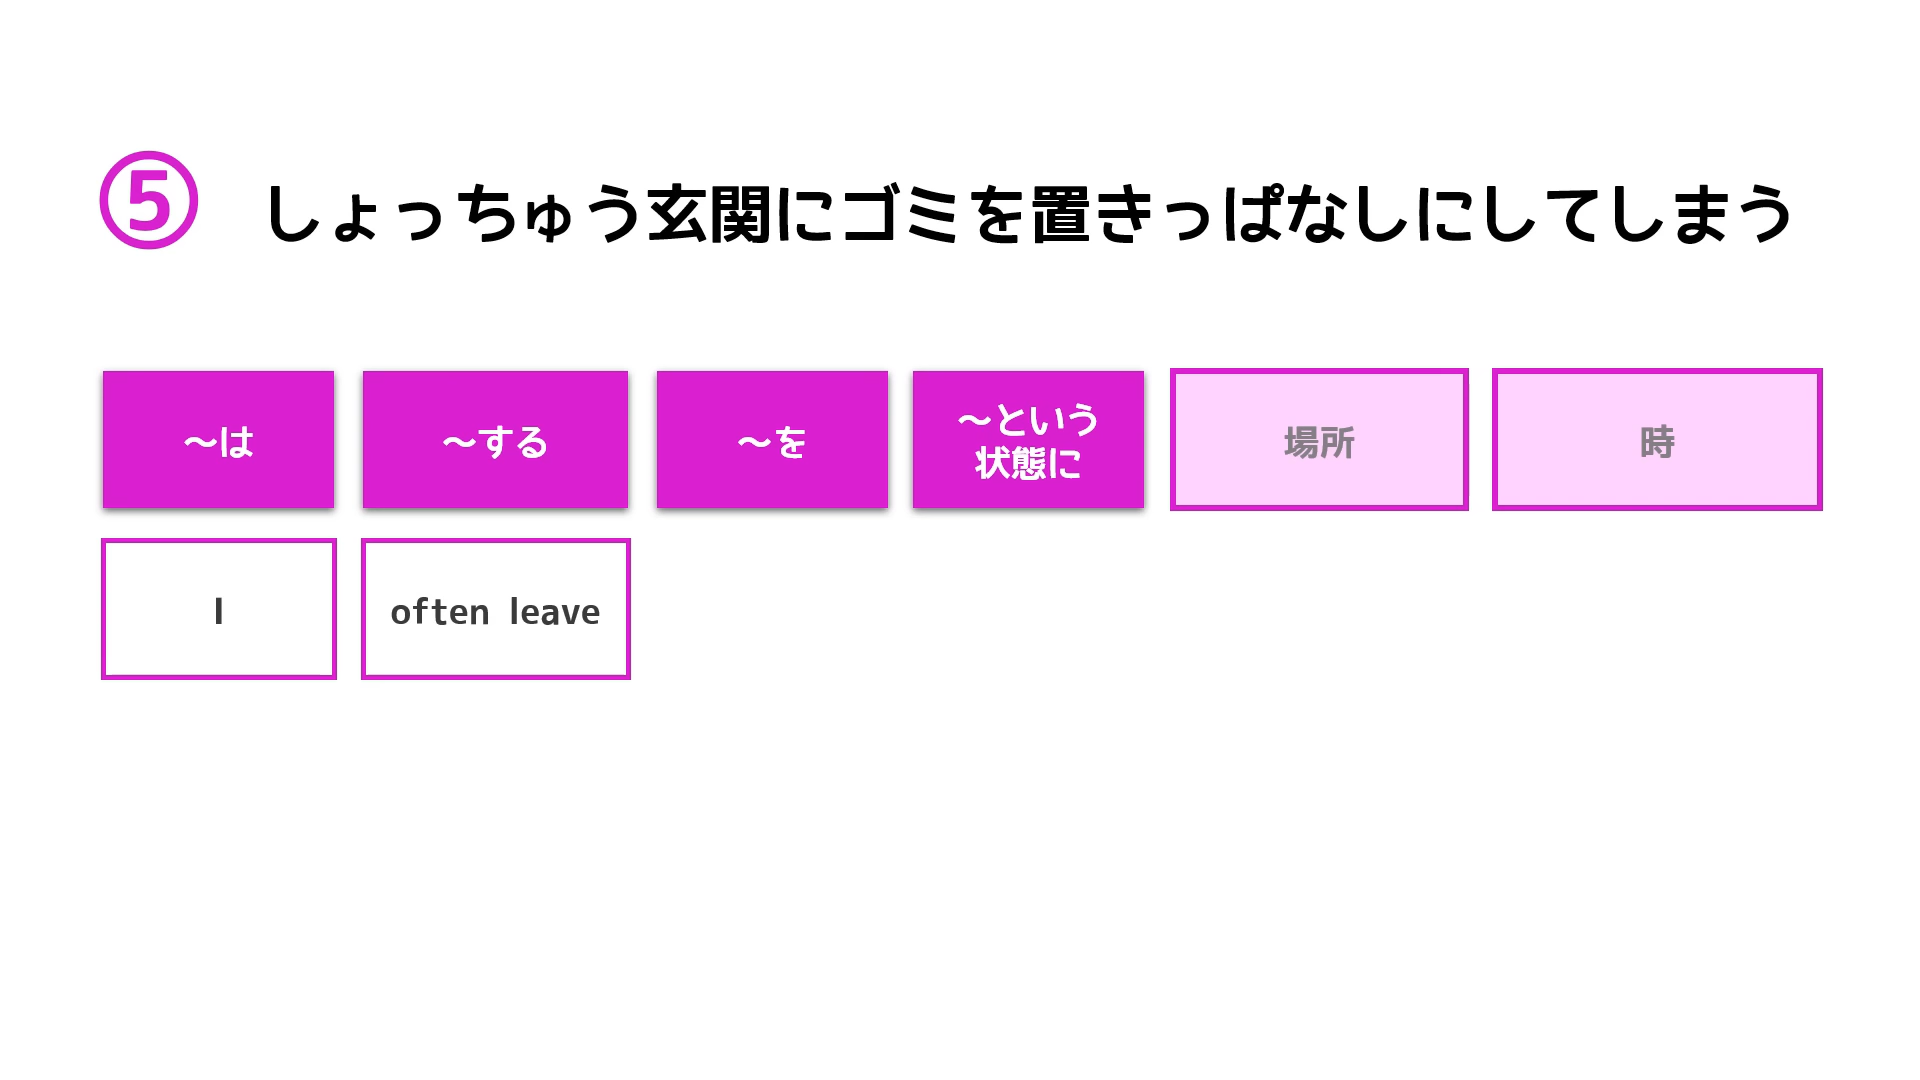 ⑤ しょっちゅう玄関にゴミを置きっぱなしにしてしまう
〜は
〜する
〜を
〜という
状態に
場所
時
I
often leave